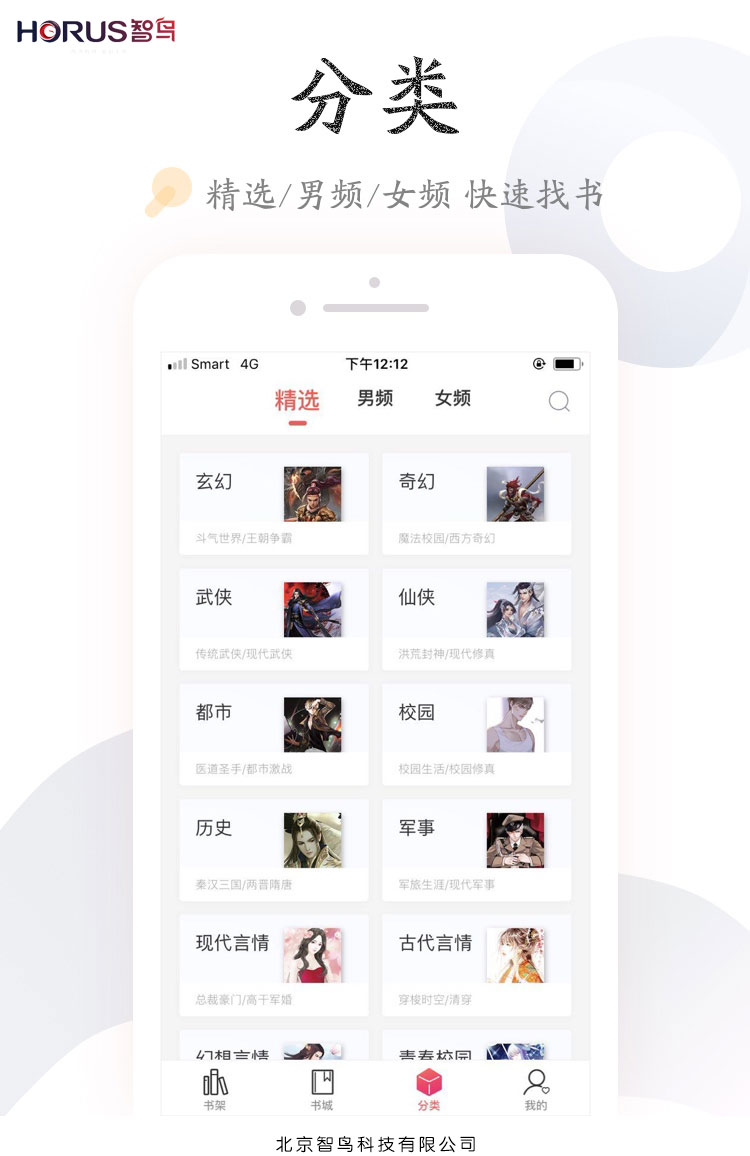 HORUS智鸟
分类
精选/男频/女频 快速找书
Smart 4G 下午12:12
精选 男频 女频
玄幻 奇幻
斗气世界/王朝争霸 魔法校园/西方奇幻
武侠 仙侠
传统武侠/现代武侠 洪荒封神/现代修真
都市 校园
医道圣手/都市激战 校园生活/校园修真
历史 军事
秦汉三国/两晋隋唐 军旅生涯/现代军事
现代言情 古代言情
总裁豪门/高干军婚 穿梭时空/清穿
幻想言情 青春校园
书架 书城 分类 我的
北京智鸟科技有限公司